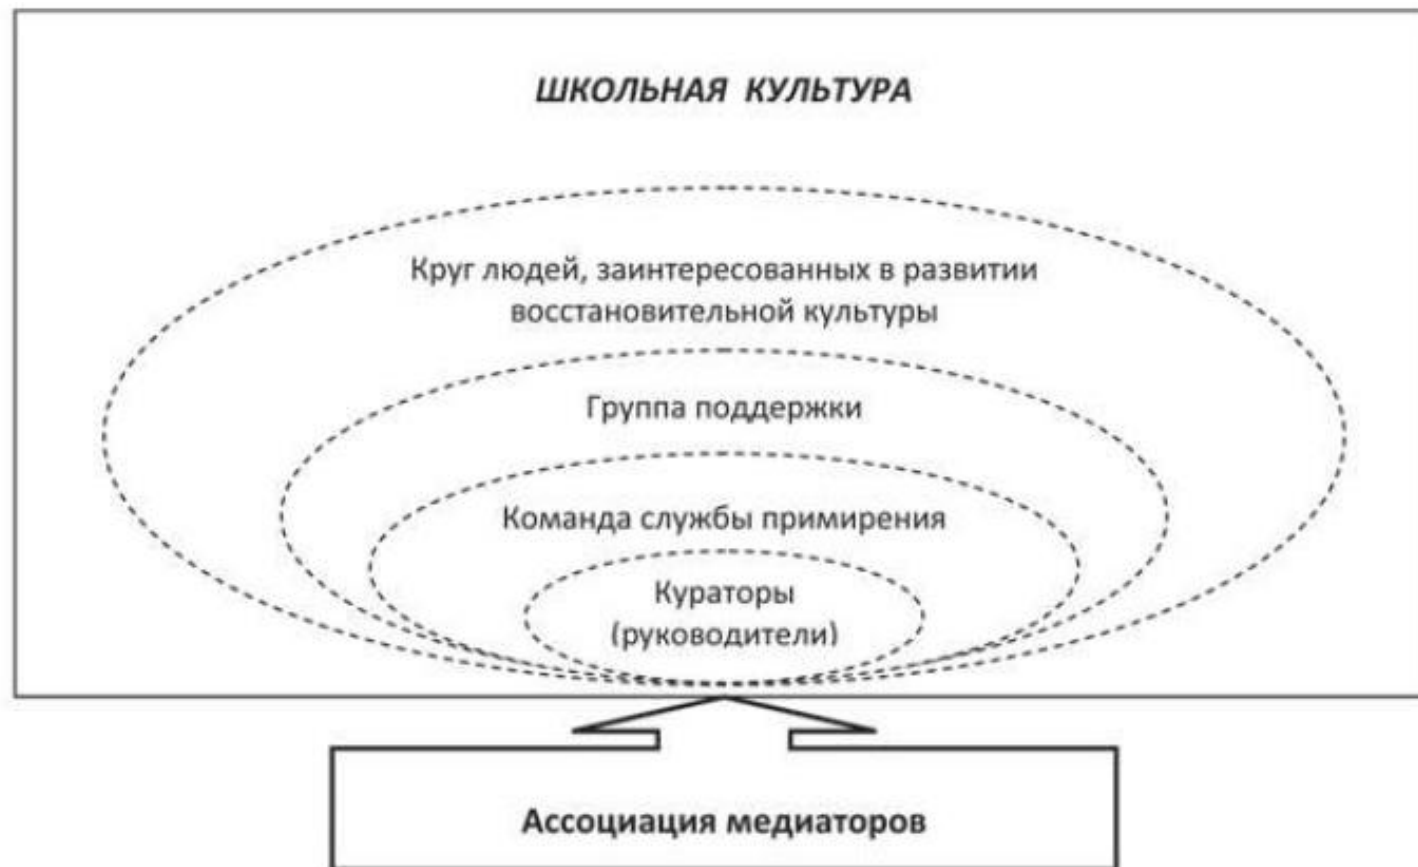 ШКОЛЬНАЯ КУЛЬТУРА
Круг людей, заинтересованных в развитии
восстановительной культуры
Группа поддержки
Команда службы примирения
Кураторы
(руководители)
Ассоциация медиаторов